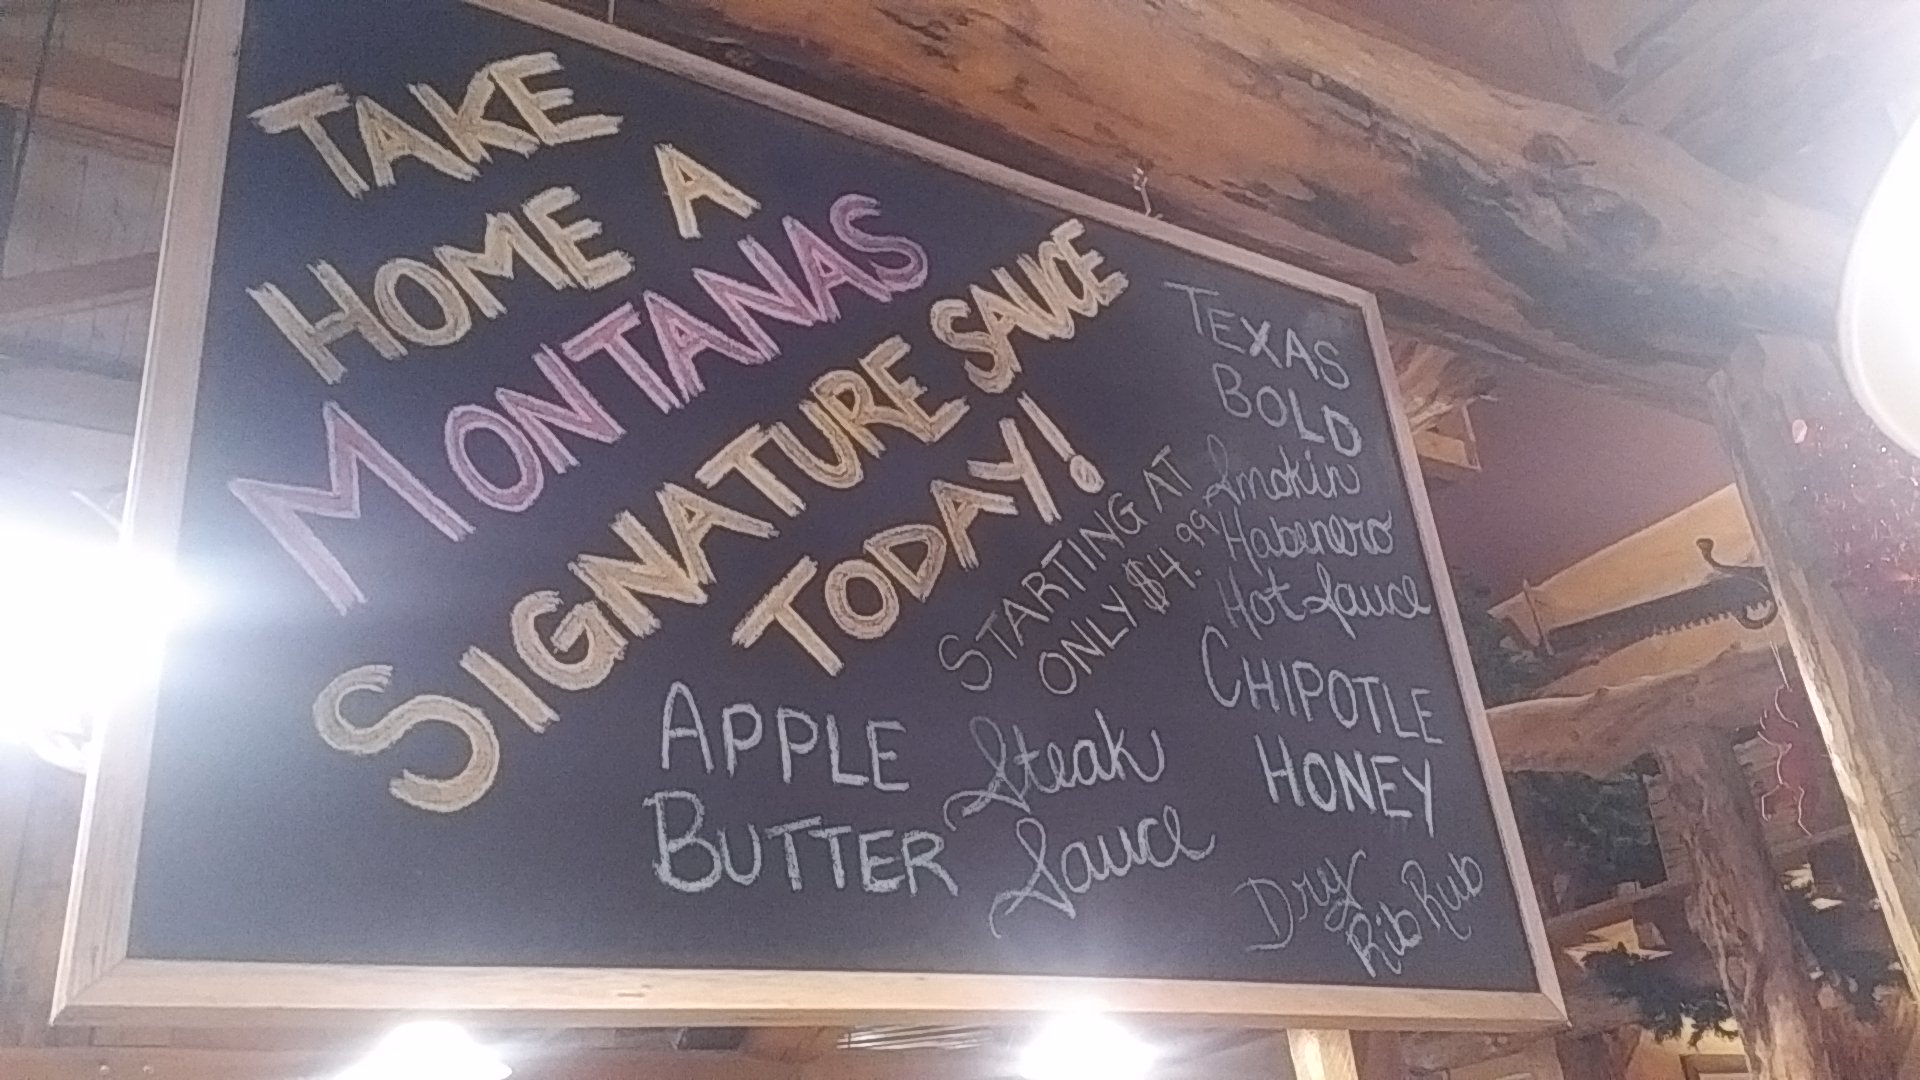 TAKE
HOME A
MONTANAS
SIGNATURE SAUCE
TODAY!
STARTING AT
ONLY $4.99
APPLE
BUTTER
Steak
Sauce
TEXAS
BOLD
Smokin
Habenero
Hot Sauce
CHIPOTLE
HONEY
Dry
Rib Rub